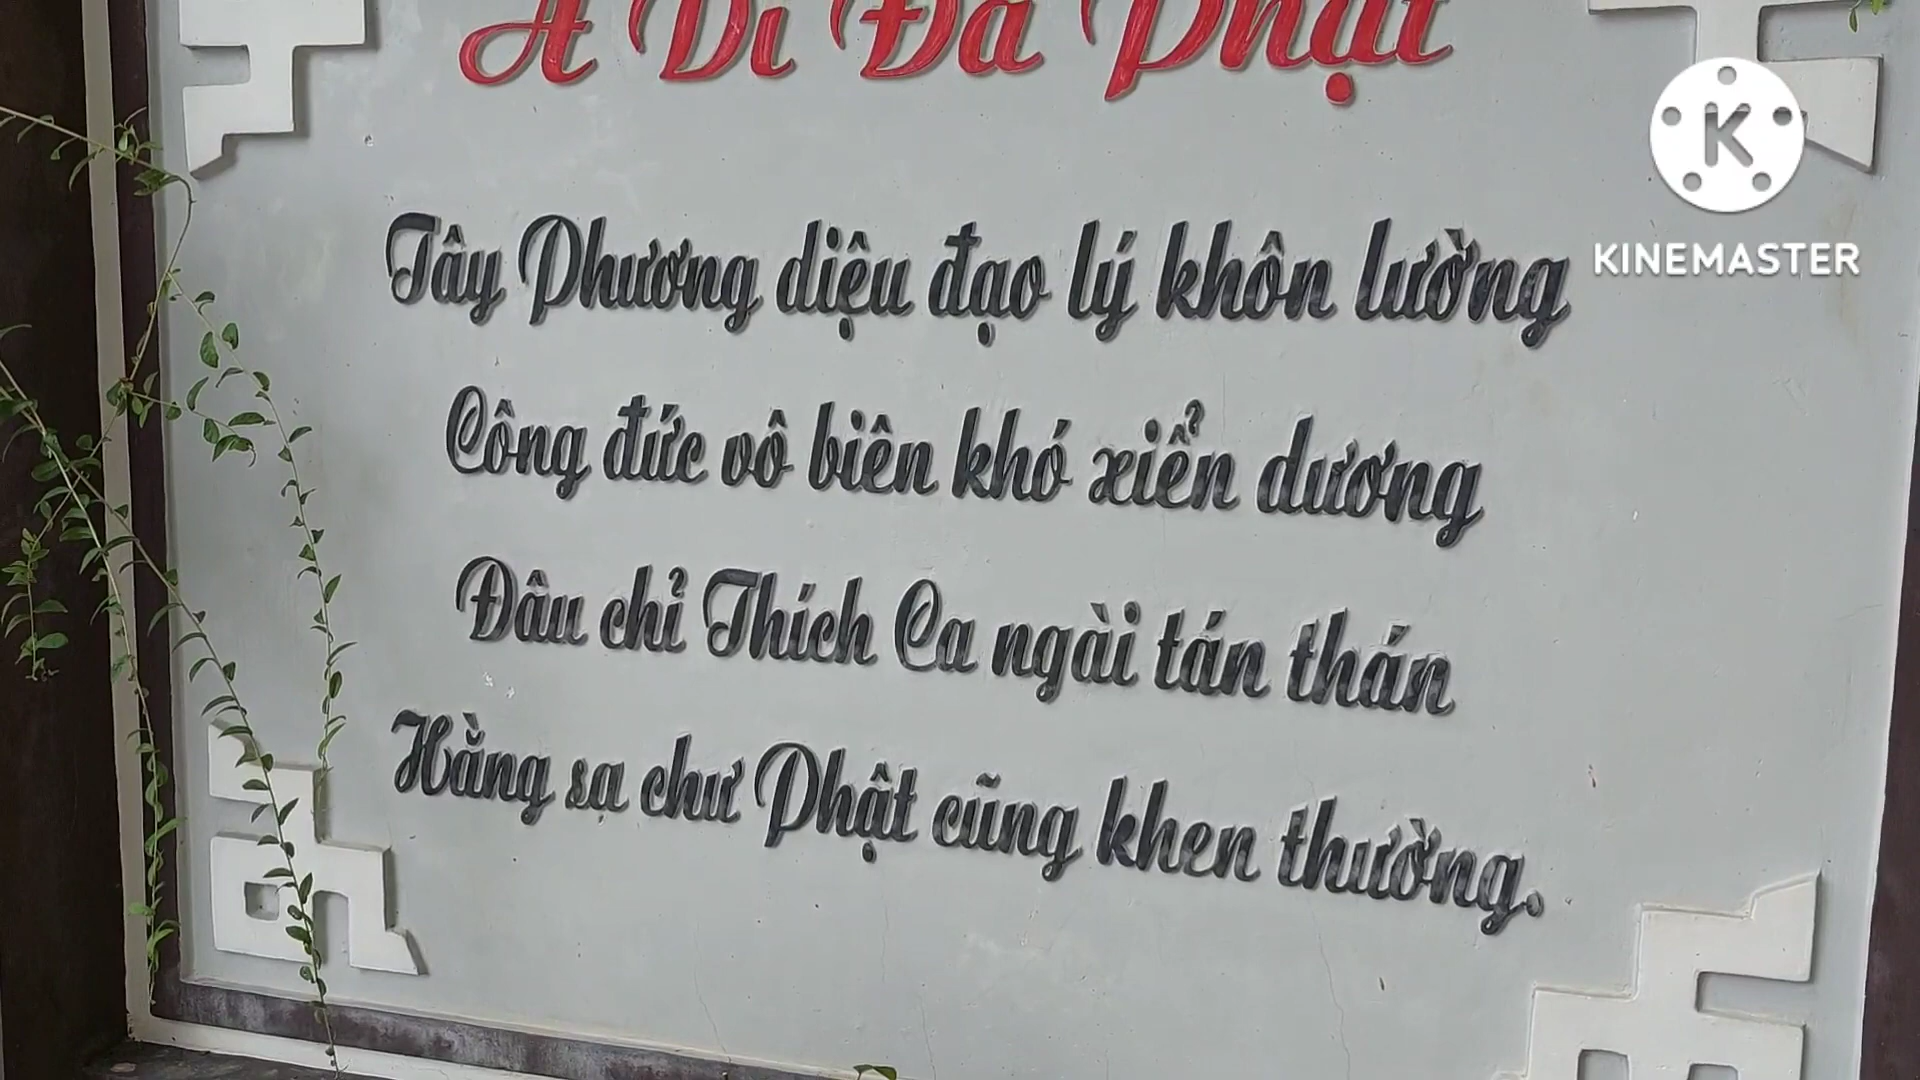 A Di Đà Phật
KINEMASTER
Tây Phương diệu đạo lý khôn lường
Công đức vô biên khó xiển dương
Đâu chỉ Thích Ca ngài tán thán
Hằng sạ chư Phật cũng khen thường.